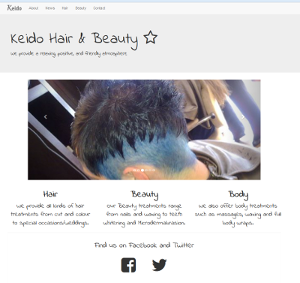 Keido About Prices Hair Beauty Contact
Keido Hair & Beauty
We provide a relaxing, positive, and friendly atmosphere.
Hair
We provide all kinds of hair
treatments from cut and colour
to special occasions/weddings.
Beauty
Our Beauty treatments range
from nails and waxing to teeth
whitening and
Body
We also offer body treatments
such as massages, waxing and full
body wraps.
Find us on Facebook and Twitter